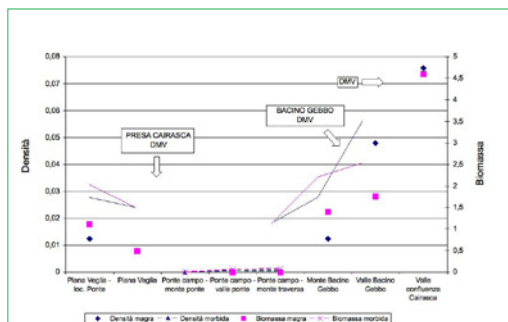 0,08
0,07
0,06
0,05
0,04
0,03
0,02
0,01
0
Densità
5
4,5
4
3,5
3
2,5
2
1,5
1
0,5
0
Biomassa
PRESA CAIRASCA
DMV
BACINO GEBBO
DMV
DMV
Piana Veglia -
loc. Ponte
Piana Vaglia
Ponte campo -
monte ponte
Ponte campo -
valle ponte
Ponte campo -
monte traversa
Monte Bacino
Gebbo
Valle Bacino
Gebbo
Valle
confluenza
Cairasca
Densità magra
Densità morbida
Biomassa magra
Biomassa morbida